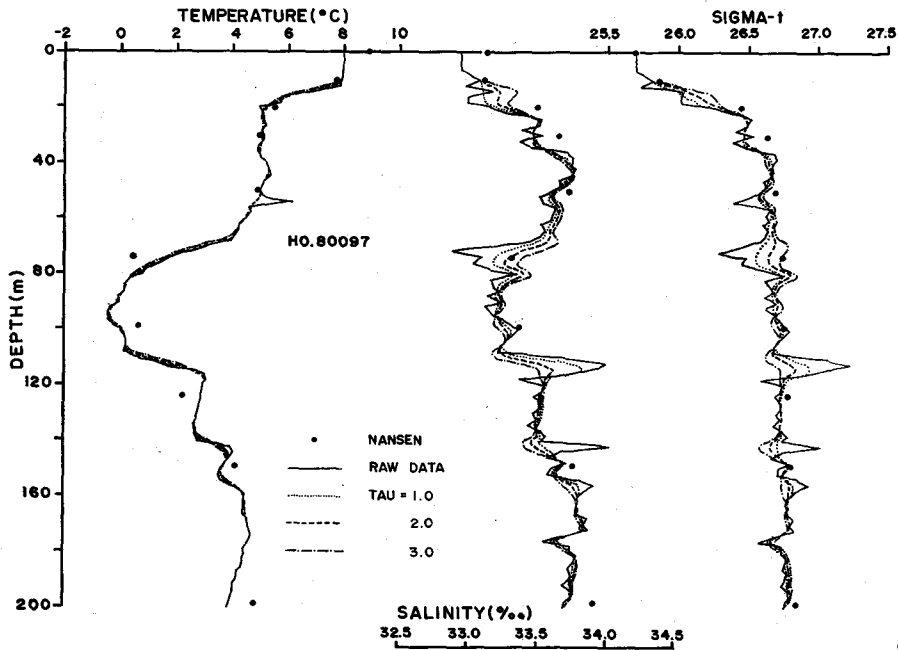 TEMPERATURE(°C)
SIGMA-t
-2 0 2 4 6 8 10 25.5 26.0 26.5 27.0 27.5
0
40
80
120
160
200
DEPTH(m)
HO.80097
NANSEN
RAW DATA
TAU = 1.0
2.0
3.0
SALINITY(‰)
32.5 33.0 33.5 34.0 34.5